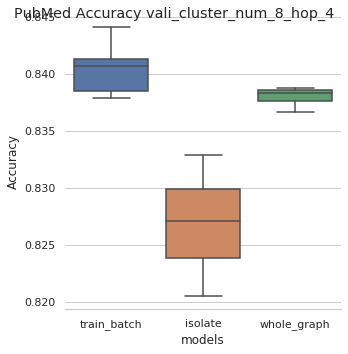 PubMed Accuracy vali_cluster_num_8_hop_4
0.845
0.840
0.835
0.830
0.825
0.820
Accuracy
train_batch isolate whole_graph
models